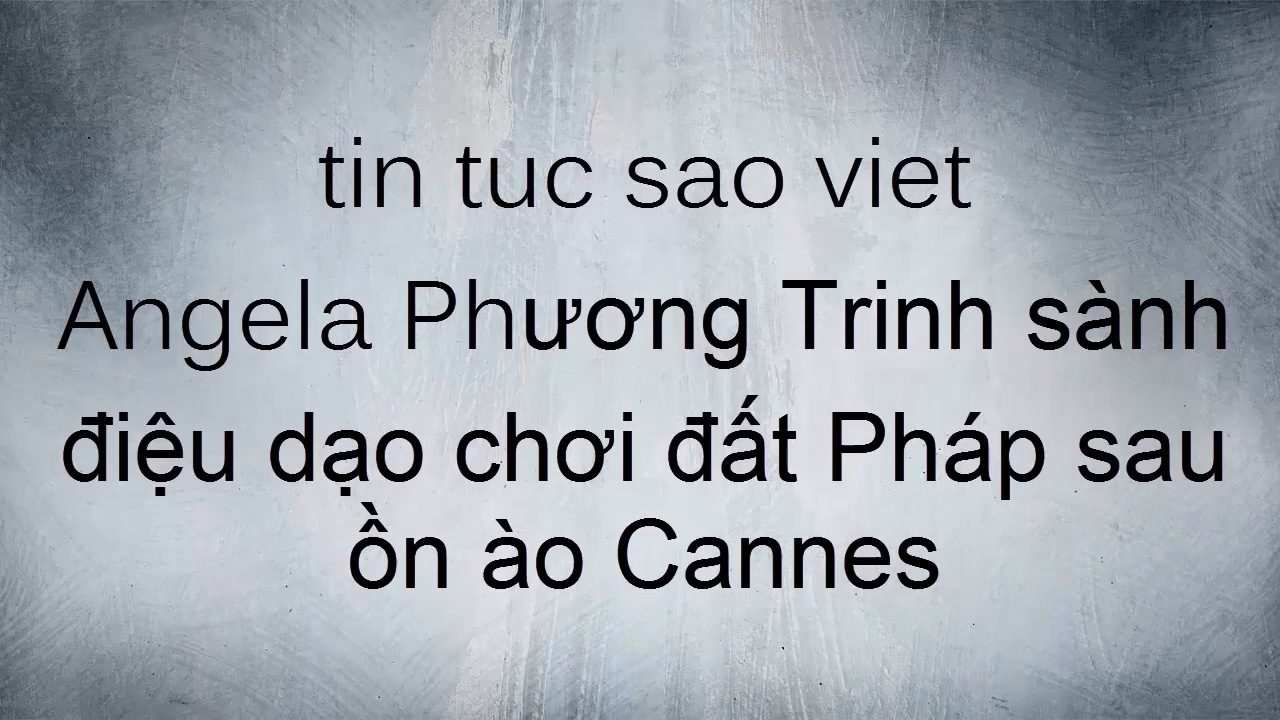 tin tuc sao viet
Angela Phương Trinh sành
điệu dạo chơi đất Pháp sau
ồn ào Cannes